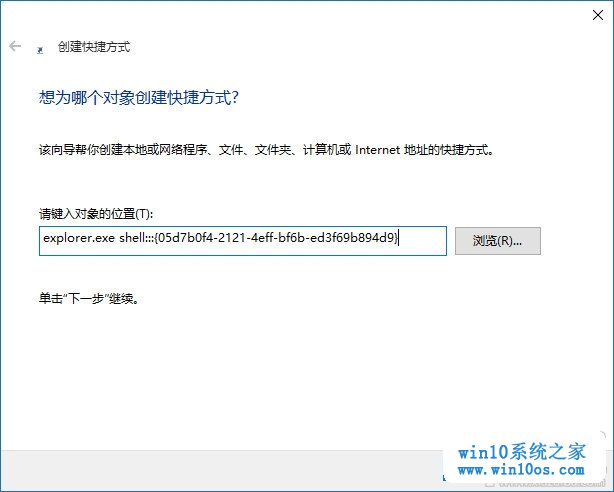 创建快捷方式
想为哪个对象创建快捷方式?
该向导帮你创建本地或网络程序、文件、文件夹、计算机或 Internet 地址的快捷方式。
请键入对象的位置(T):
explorer.exe shell:::{05d7b0f4-2121-4eff-bf6b-ed3f69b894d9}
浏览(R)...
单击"下一步"继续。
win10系统之家
www.win10os.com